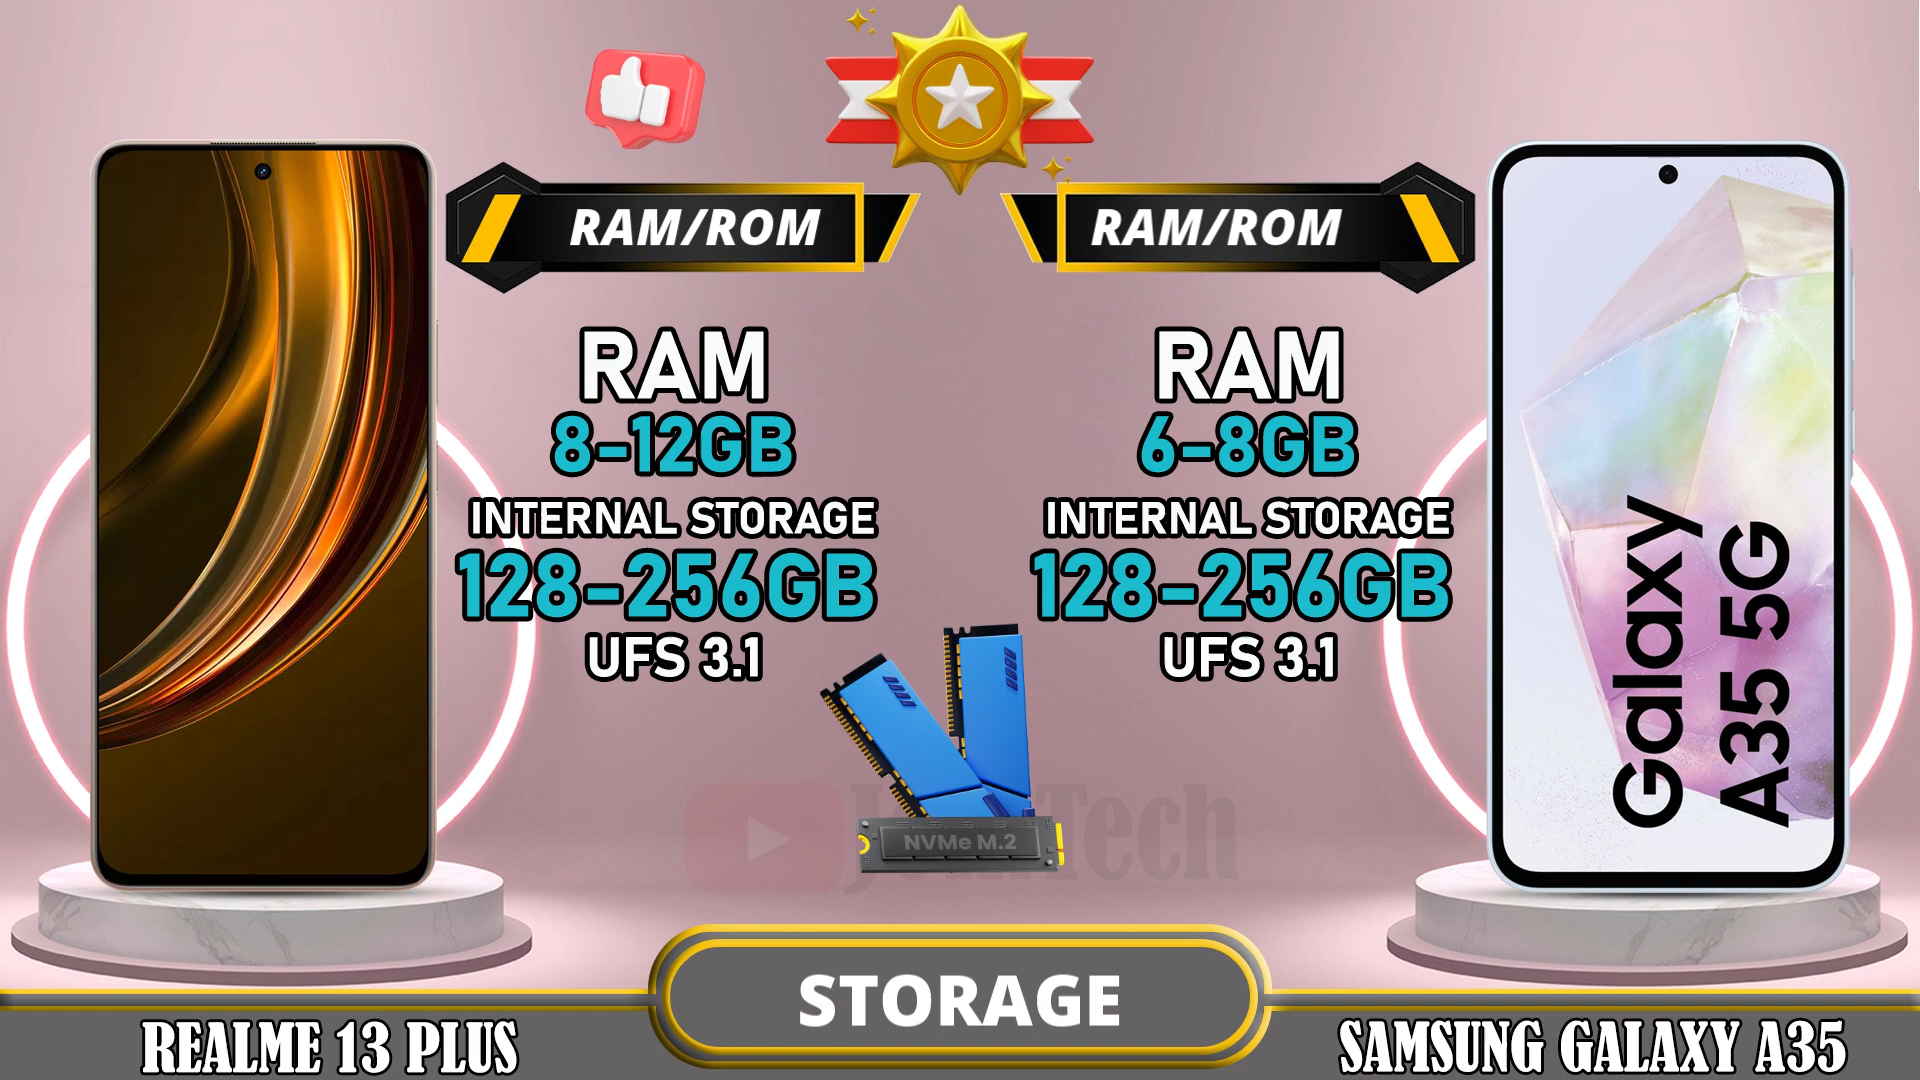 RAM/ROM
RAM/ROM
RAM
8-12GB
INTERNAL STORAGE
128-256GB
UFS 3.1
RAM
6-8GB
INTERNAL STORAGE
128-256GB
UFS 3.1
Galaxy
A35 5G
NVMe M.2
STORAGE
REALME 13 PLUS
SAMSUNG GALAXY A35